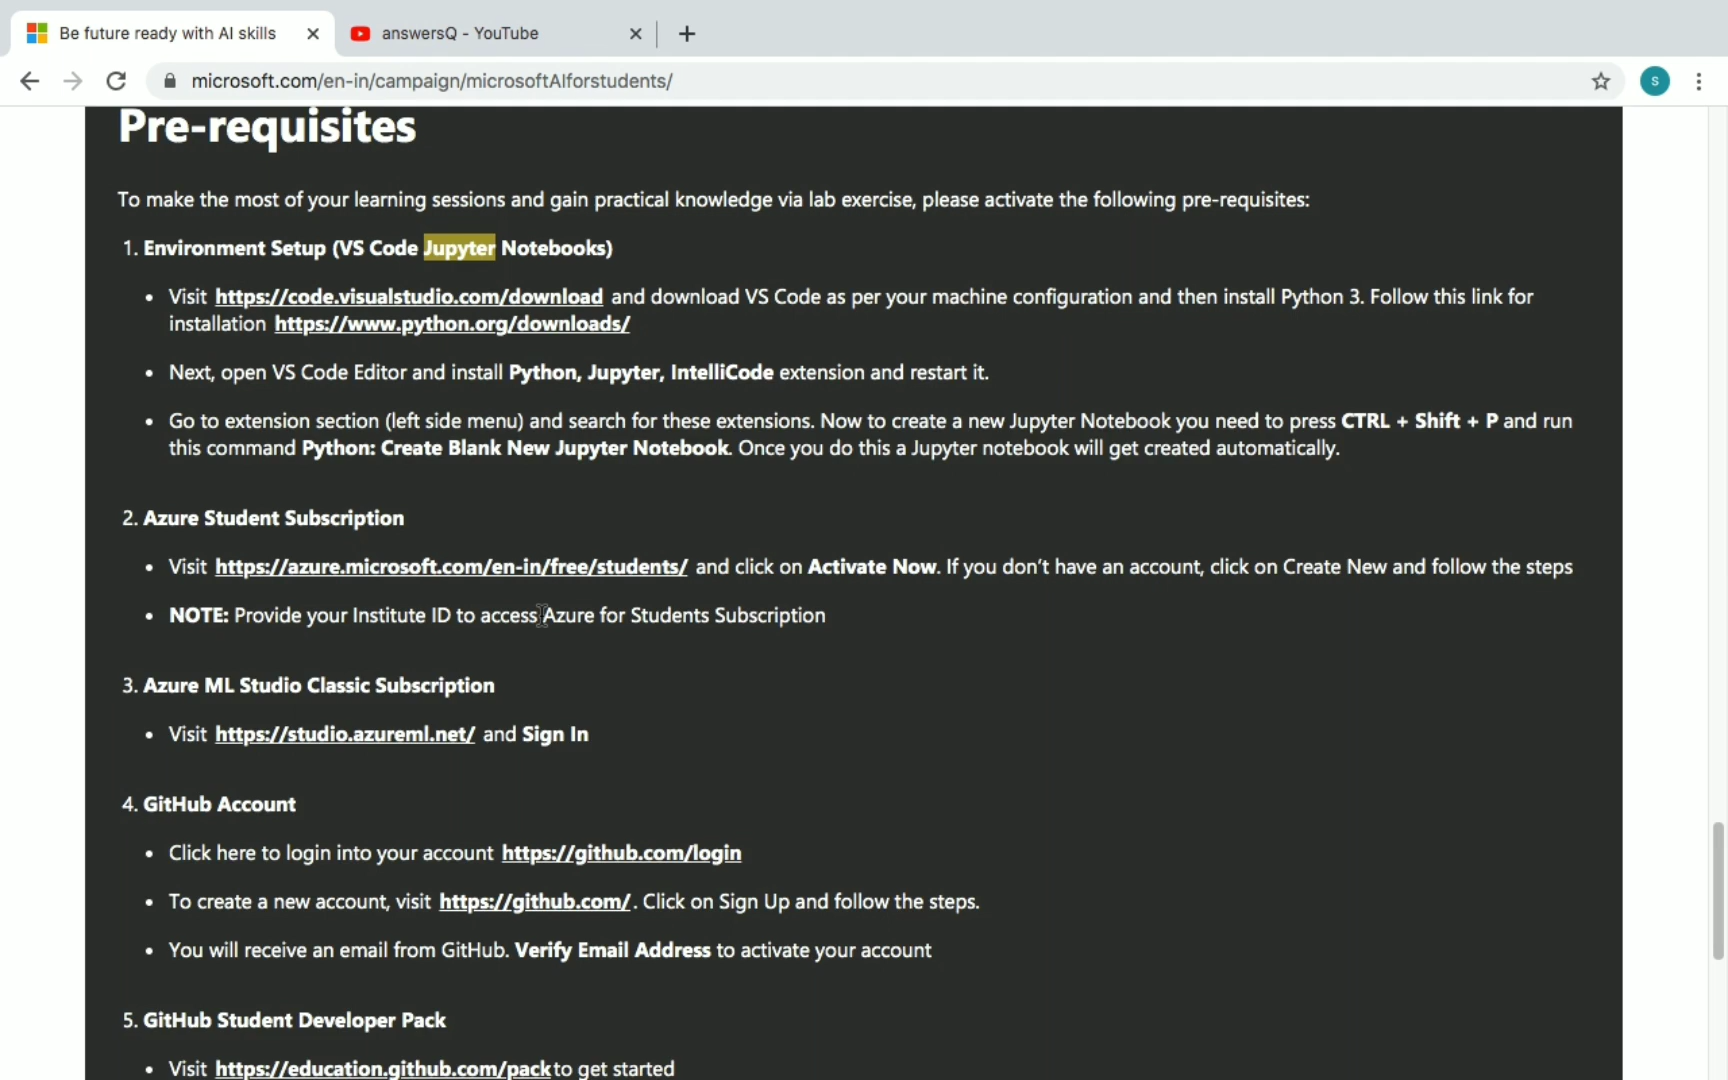 Be future ready with AI skills
answersQ - YouTube
microsoft.com/en-in/campaign/microsoftAIforstudents/
S
Pre-requisites
To make the most of your learning sessions and gain practical knowledge via lab exercise, please activate the following pre-requisites:
1. Environment Setup (VS Code Jupyter Notebooks)
• Visit https://code.visualstudio.com/download and download VS Code as per your machine configuration and then install Python 3. Follow this link for
installation https://www.python.org/downloads/
• Next, open VS Code Editor and install Python, Jupyter, IntelliCode extension and restart it.
• Go to extension section (left side menu) and search for these extensions. Now to create a new Jupyter Notebook you need to press CTRL + Shift + P and run
this command Python: Create Blank New Jupyter Notebook. Once you do this a Jupyter notebook will get created automatically.
2. Azure Student Subscription
• Visit https://azure.microsoft.com/en-in/free/students/ and click on Activate Now. If you don't have an account, click on Create New and follow the steps
• NOTE: Provide your Institute ID to access Azure for Students Subscription
3. Azure ML Studio Classic Subscription
• Visit https://studio.azureml.net/ and Sign In
4. GitHub Account
• Click here to login into your account https://github.com/login
• To create a new account, visit https://github.com/. Click on Sign Up and follow the steps.
• You will receive an email from GitHub. Verify Email Address to activate your account
5. GitHub Student Developer Pack
• Visit https://education.github.com/pack to get started